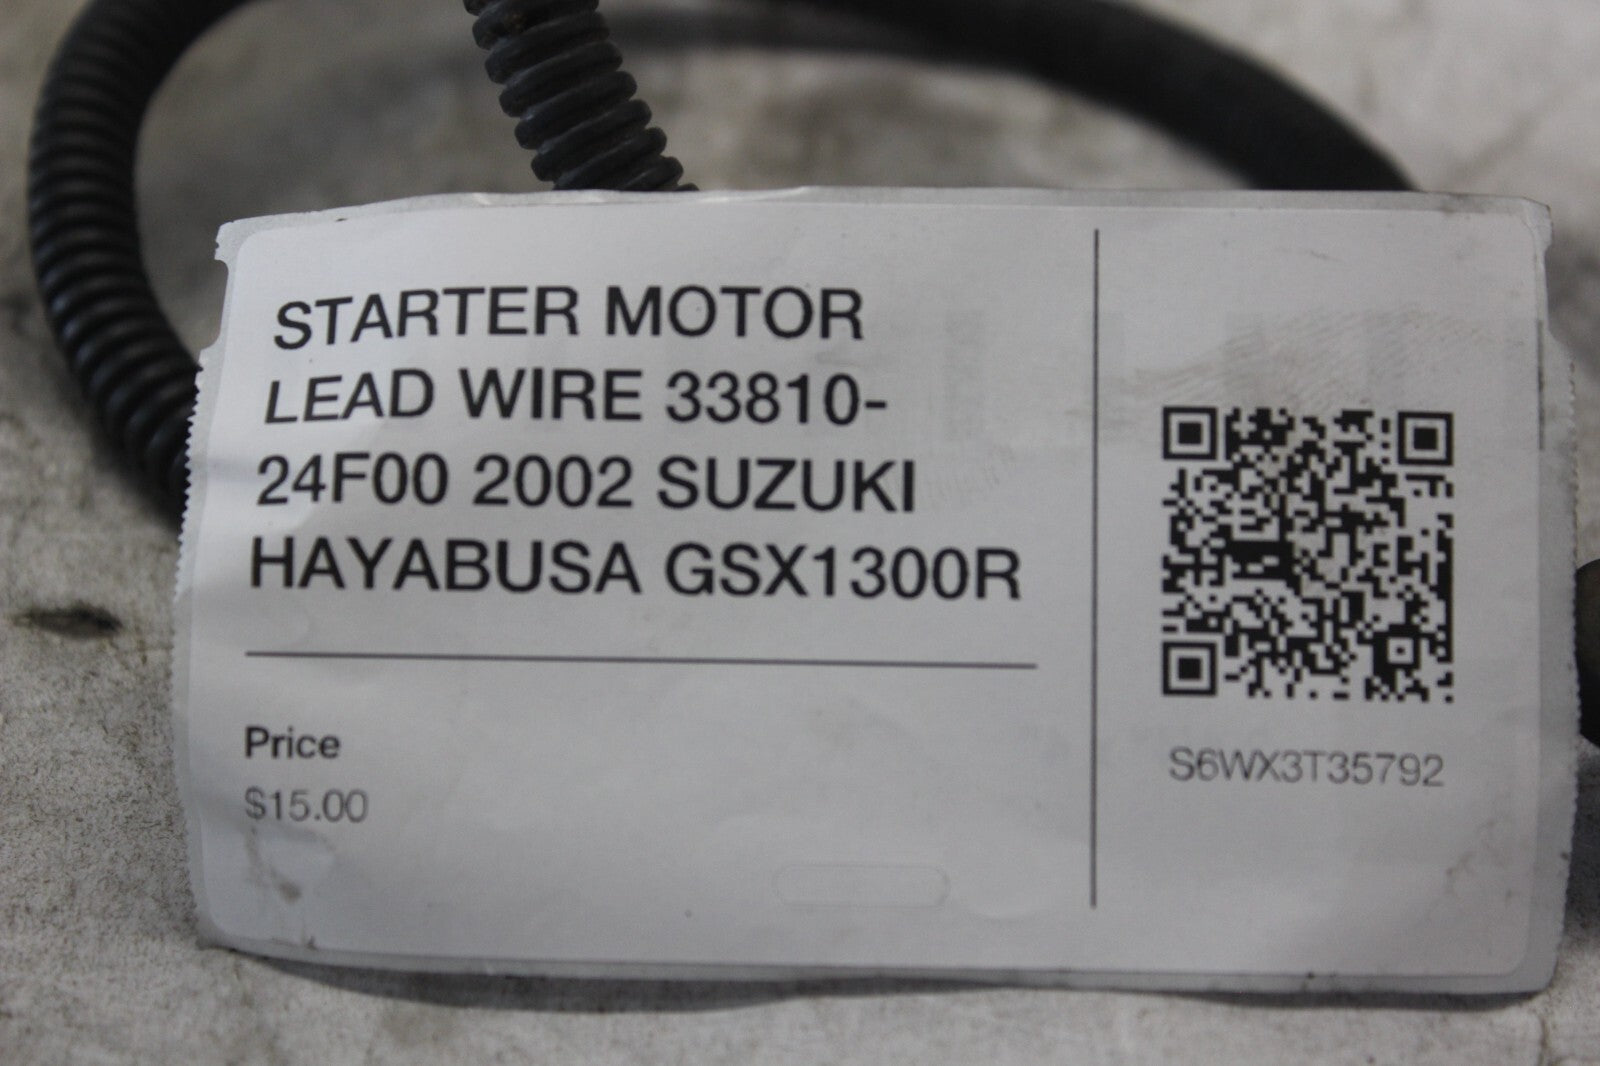 STARTER MOTOR
LEAD WIRE 33810-
24F00 2002 SUZUKI
HAYABUSA GSX1300R
Price
$15.00
S6WX3T35792